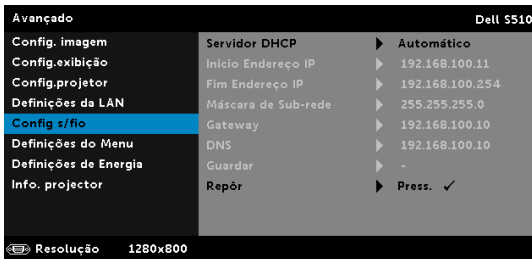 Avançado Dell S510
Config. imagem
Config.exibição
Config.projetor
Definições da LAN
Config s/fio
Definições do Menu
Definições de Energia
Info. projector
Servidor DHCP Automático
Inicio Endereço IP 192.168.100.11
Fim Endereço IP 192.168.100.254
Máscara de Sub-rede 255.255.255.0
Gateway 192.168.100.10
DNS 192.168.100.10
Guardar -
Repôr Press. ✓
Resolução 1280x800